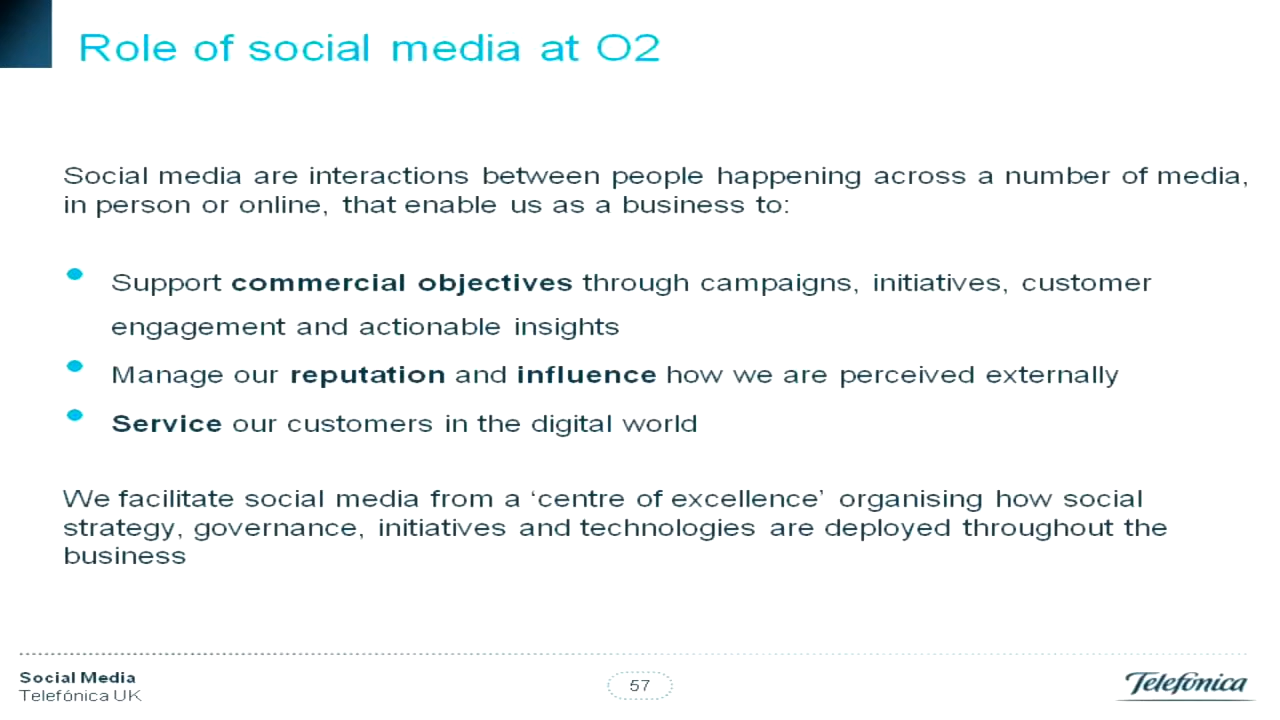 Role of social media at O2
Social media are interactions between people happening across a number of media,
in person or online, that enable us as a business to:
• Support commercial objectives through campaigns, initiatives, customer
engagement and actionable insights
• Manage our reputation and influence how we are perceived externally
• Service our customers in the digital world
We facilitate social media from a ‘centre of excellence’ organising how social
strategy, governance, initiatives and technologies are deployed throughout the
business
Social Media
Telefónica UK
57
Telefónica